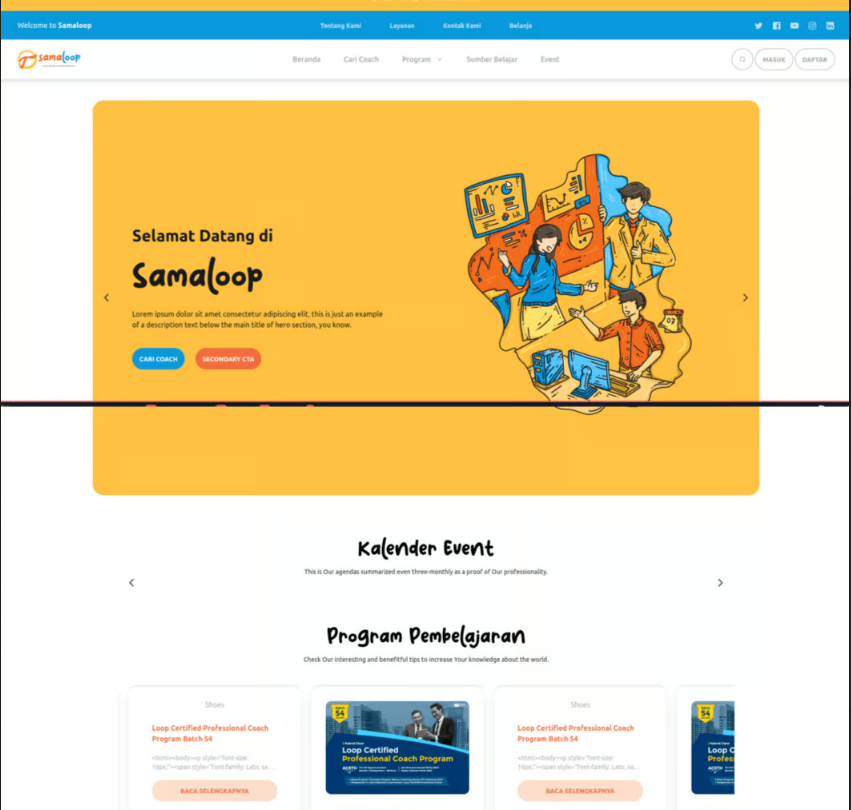 Welcome to Samaloop
Tentang Kami
Layanan
Kontak Kami
Belanja
samaloop
Beranda
Cari Coach
Program
Sumber Belajar
Event
MASUK
DAFTAR
Selamat Datang di
Samaloop
Lorem ipsum dolor sit amet consectetur adipiscing elit, this is just an example
of a description text below the main title of hero section, you know.
CARI COACH
SECONDARY CTA
07
Kalender Event
This is Our agendas summarized even three-monthly as a proof of Our professionality.
Program Pembelajaran
Check Our interesting and benefitful tips to increase Your knowledge about the world.
Shoes
Loop Certified Professional Coach
Program Batch 54
<html><body><p style="font-size:
16px;"><span style="font-family: Lato, sa...
BACA SELENGKAPNYA
54
Loop Certified
Professional Coach Program
ACSTH
Shoes
Loop Certified Professional Coach
Program Batch 54
<html><body><p style="font-size:
16px;"><span style="font-family: Lato, sa...
BACA SELENGKAPNYA
54
Loop C
Profess